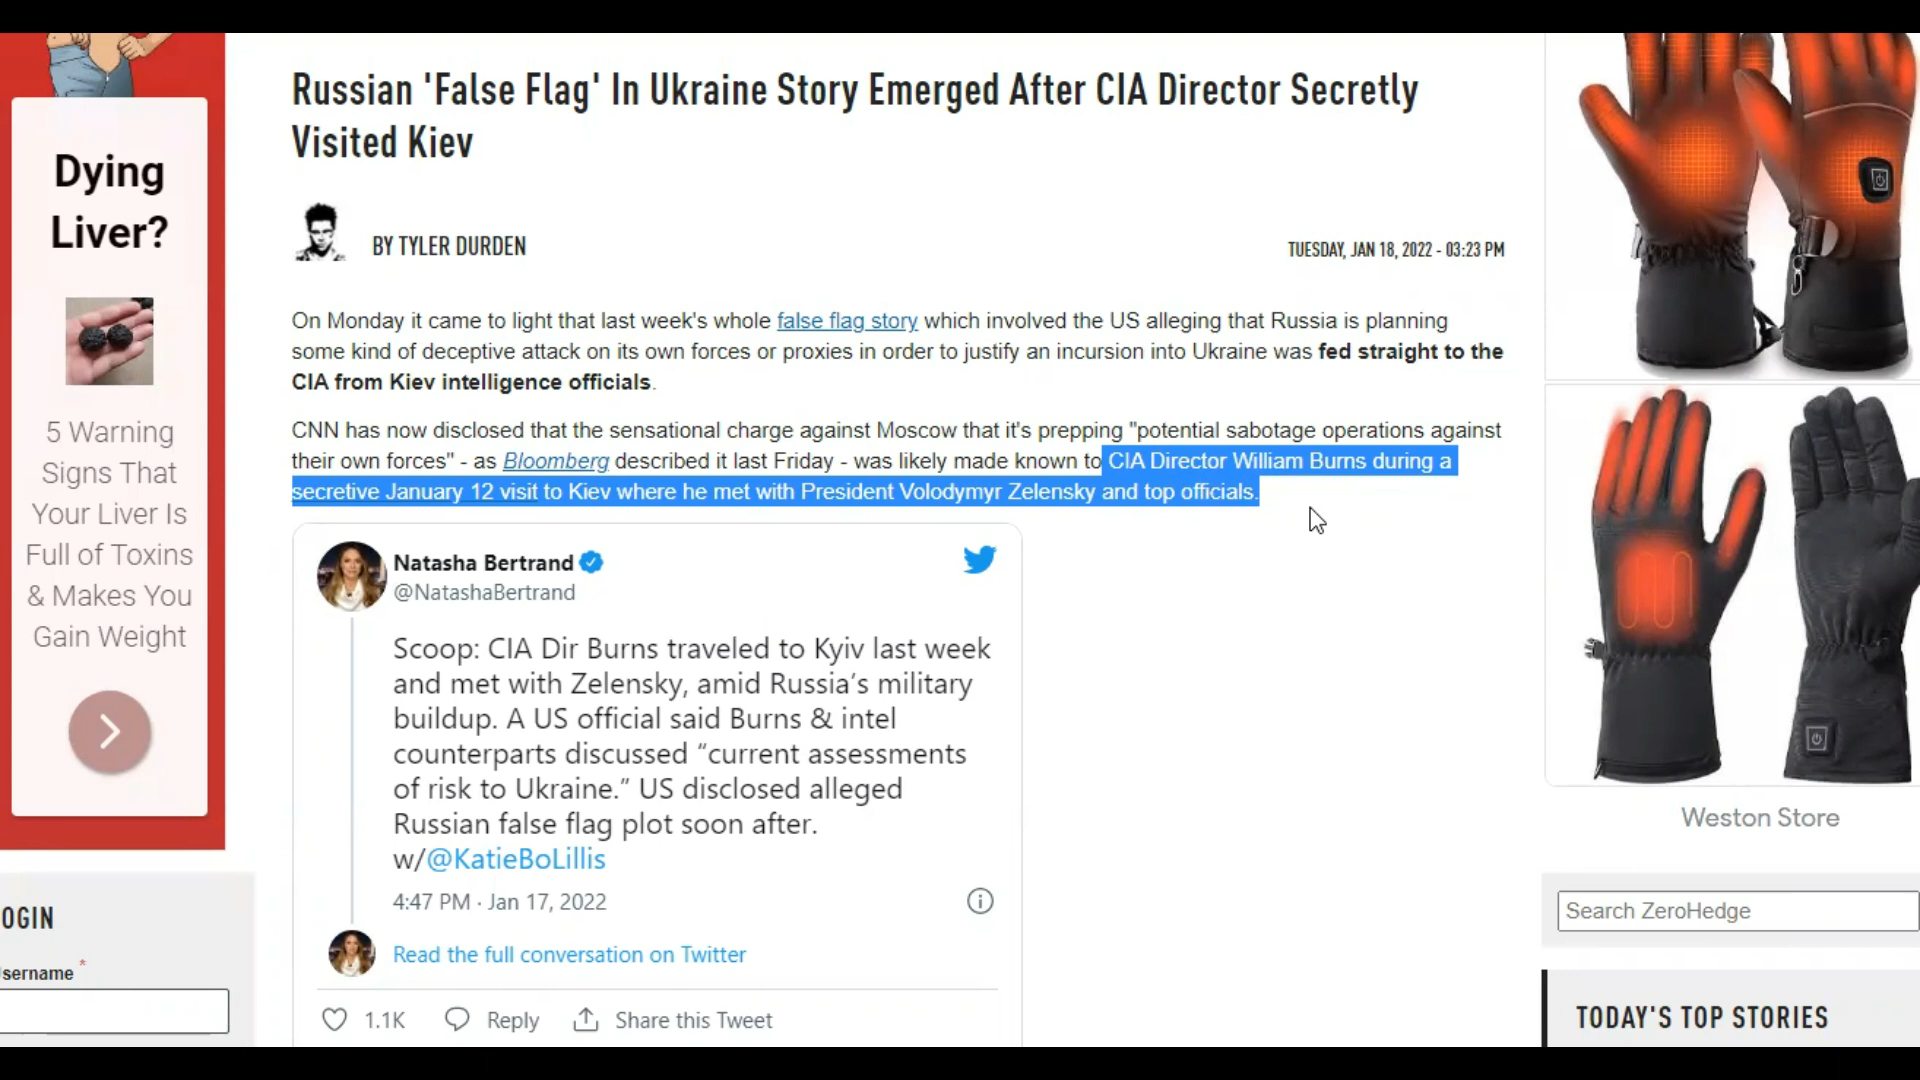 Russian 'False Flag' In Ukraine Story Emerged After CIA Director Secretly
Visited Kiev
BY TYLER DURDEN
TUESDAY, JAN 18, 2022 - 03:23 PM
On Monday it came to light that last week's whole false flag story which involved the US alleging that Russia is planning
some kind of deceptive attack on its own forces or proxies in order to justify an incursion into Ukraine was fed straight to the
CIA from Kiev intelligence officials.
CNN has now disclosed that the sensational charge against Moscow that it's prepping "potential sabotage operations against
their own forces" - as Bloomberg described it last Friday - was likely made known to CIA Director William Burns during a
secretive January 12 visit to Kiev where he met with President Volodymyr Zelensky and top officials.
Natasha Bertrand
@NatashaBertrand
Scoop: CIA Dir Burns traveled to Kyiv last week
and met with Zelensky, amid Russia's military
buildup. A US official said Burns & intel
counterparts discussed “current assessments
of risk to Ukraine.” US disclosed alleged
Russian false flag plot soon after.
w/@KatieBoLillis
4:47 PM · Jan 17, 2022
Read the full conversation on Twitter
1.1K
Reply
Share this Tweet
Dying
Liver?
5 Warning
Signs That
Your Liver Is
Full of Toxins
& Makes You
Gain Weight
OGIN
sername *
Weston Store
Search ZeroHedge
TODAY'S TOP STORIES